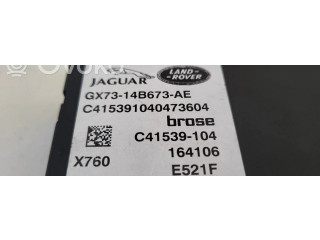 JAGUAR
LAND-ROVER
GX73-14B673-AE
C415391040473604
brose
C41539-104
164106
X760
E521F